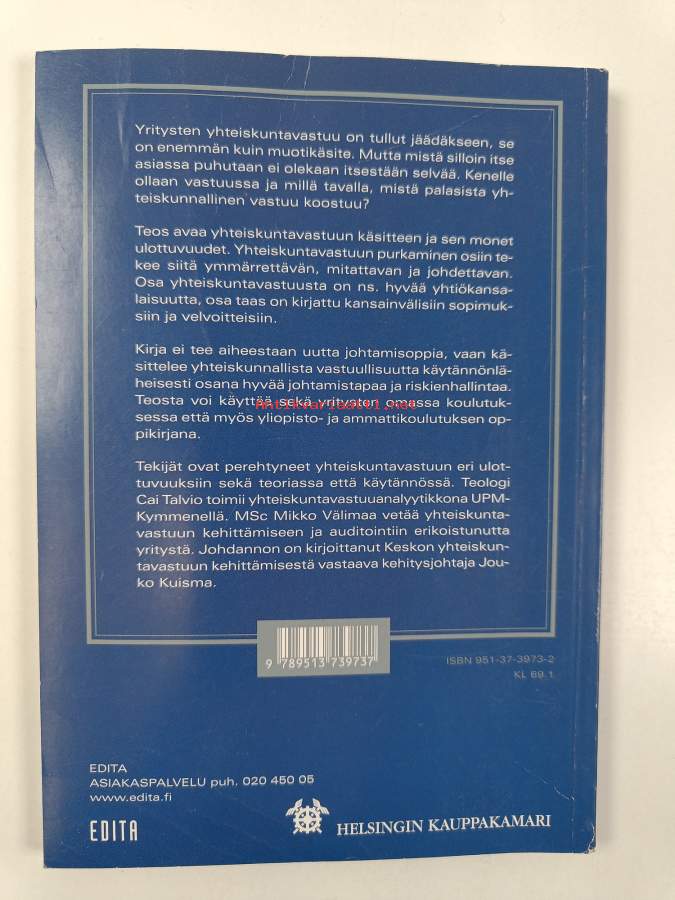 Yritysten yhteiskuntavastuu on tullut jäädäkseen, se
on enemmän kuin muotikäsite. Mutta mistä silloin itse
asiassa puhutaan ei olekaan itsestään selvää. Kenelle
ollaan vastuussa ja millä tavalla, mistä palasista yh-
teiskunnallinen vastuu koostuu?
Teos avaa yhteiskuntavastuun käsitteen ja sen monet
ulottuvuudet. Yhteiskuntavastuun purkaminen osiin te-
kee siitä ymmärrettävän, mitattavan ja johdettavan.
Osa yhteiskuntavastuusta on ns. hyvää yhtiökansa-
laisuutta, osa taas on kirjattu kansainvälisiin sopimuk-
siin ja velvoitteisiin.
Kirja ei tee aiheestaan uutta johtamisoppia, vaan kä-
sittelee yhteiskunnallista vastuullisuutta käytännönlä-
heisesti osana hyvää johtamistapaa ja riskienhallintaa.
Teosta voi käyttää sekä yritysten omassa koulutuk-
Antikvariaatti.net
sessa että myös yliopisto- ja ammattikoulutuksen op-
pikirjana.
Tekijät ovat perehtyneet yhteiskuntavastuun eri ulot-
tuvuuksiin sekä teoriassa että käytännössä. Teologi
Cai Talvio toimii yhteiskuntavastuuanalyytikkona UPM-
Kymmenellä. MSc Mikko Välimaa vetää yhteiskunta-
vastuun kehittämiseen ja auditointiin erikoistunutta
yritystä. Johdannon on kirjoittanut Keskon yhteiskun-
tavastuun kehittämisestä vastaava kehitysjohtaja Jou-
ko Kuisma.
9 789513 739737
ISBN 951-37-3973-2
KL 69.1
EDITA
ASIAKASPALVELU puh. 020 450 05
www.edita.fi
EDITA
HELSINGIN KAUPPAKAMARI